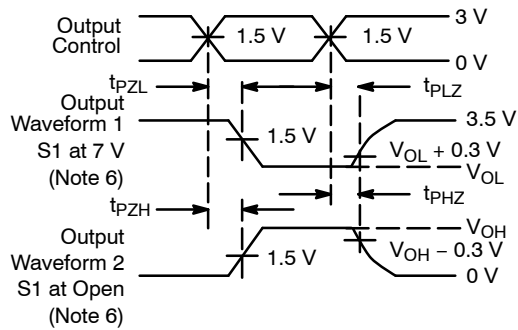 Output
Control
3 V
1.5 V
1.5 V
0 V
tPZL
tPLZ
Output
Waveform 1
S1 at 7 V
(Note 6)
3.5 V
1.5 V
VOL + 0.3 V
VOL
tPZH
tPHZ
Output
Waveform 2
S1 at Open
(Note 6)
VOH
VOH − 0.3 V
1.5 V
0 V